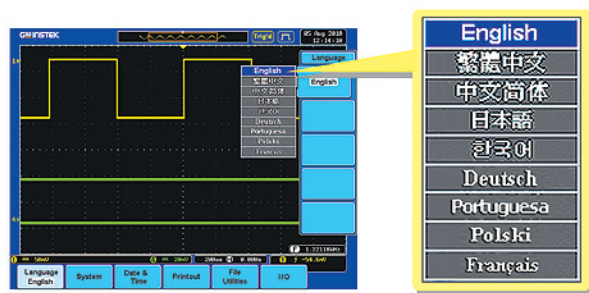 GWINSTEK
Trig'd
05 Aug 2010
12:14:10
Language
English
English
繁體中文
中文简体
日本語
한국어
Deutsch
Portuguesa
Polski
Français
Language
English
System
Date &
Time
Printout
File
Utilities
English
繁體中文
中文简体
日本語
한국어
Deutsch
Portuguesa
Polski
Français